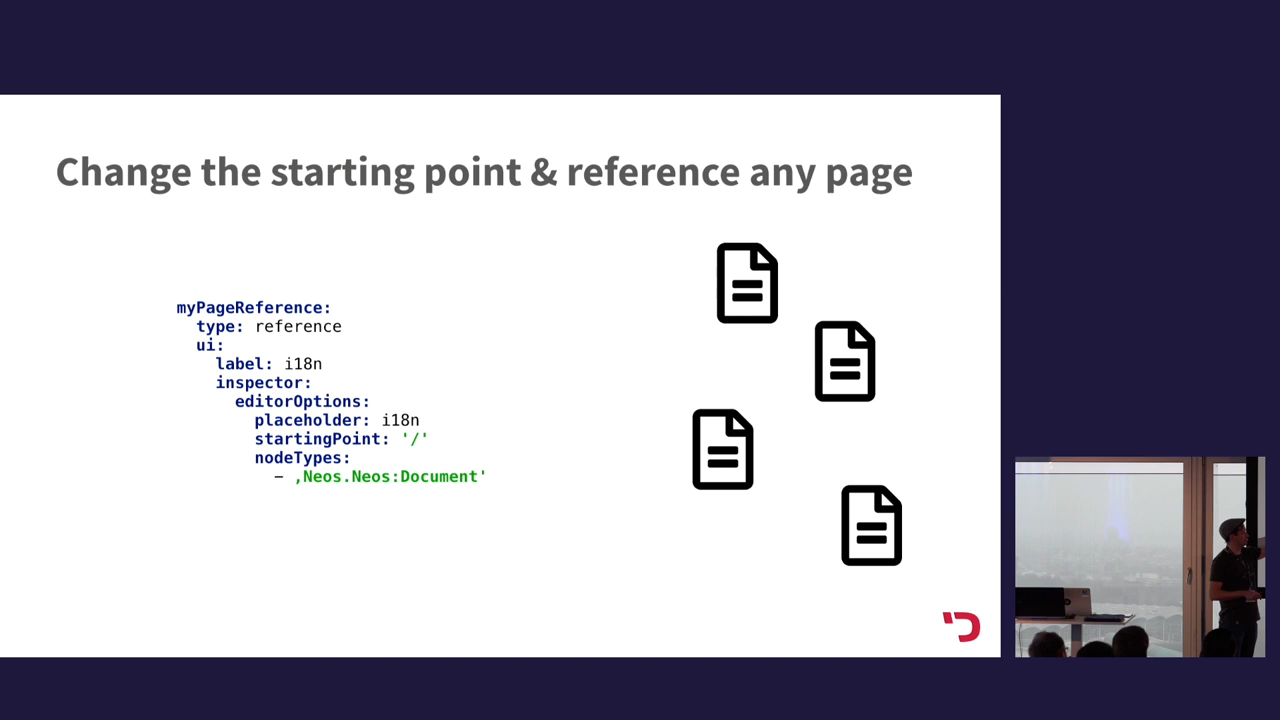 Change the starting point & reference any page
myPageReference:
  type: reference
  ui:
    label: i18n
    inspector:
      editorOptions:
        placeholder: i18n
        startingPoint: '/'
        nodeTypes:
          – ‚Neos.Neos:Document'